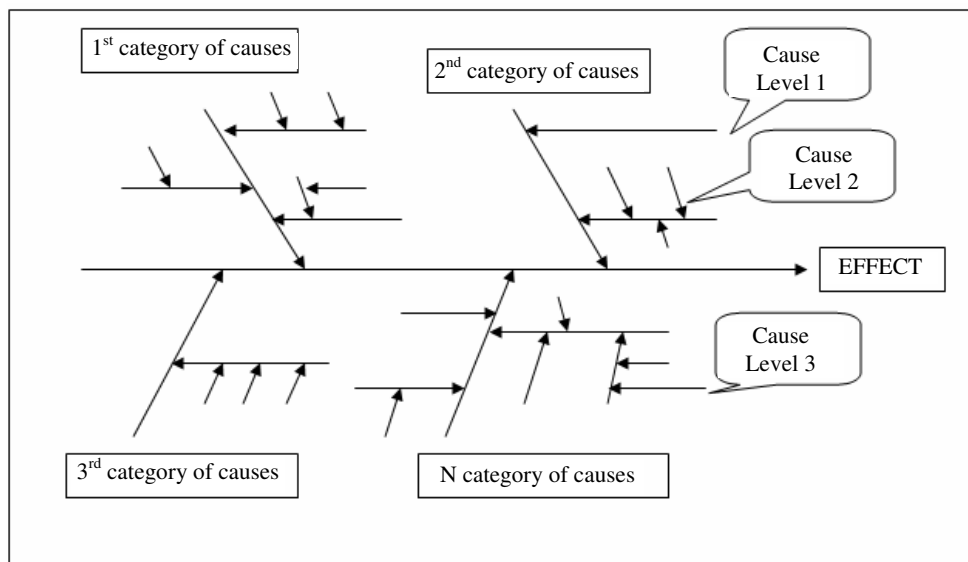 1st category of causes
2nd category of causes
Cause
Level 1
Cause
Level 2
EFFECT
Cause
Level 3
3rd category of causes
N category of causes